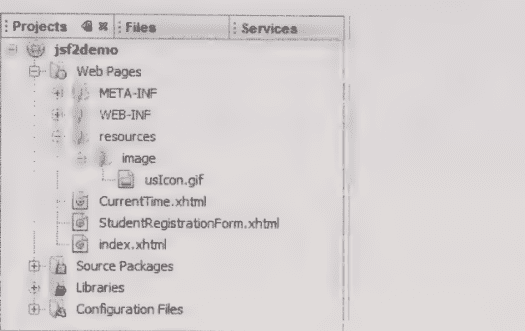 Projects Files Services
jsf2demo
Web Pages
META-INF
WEB-INF
resources
image
usIcon.gif
CurrentTime.xhtml
StudentRegistrationForm.xhtml
index.xhtml
Source Packages
Libraries
Configuration Files